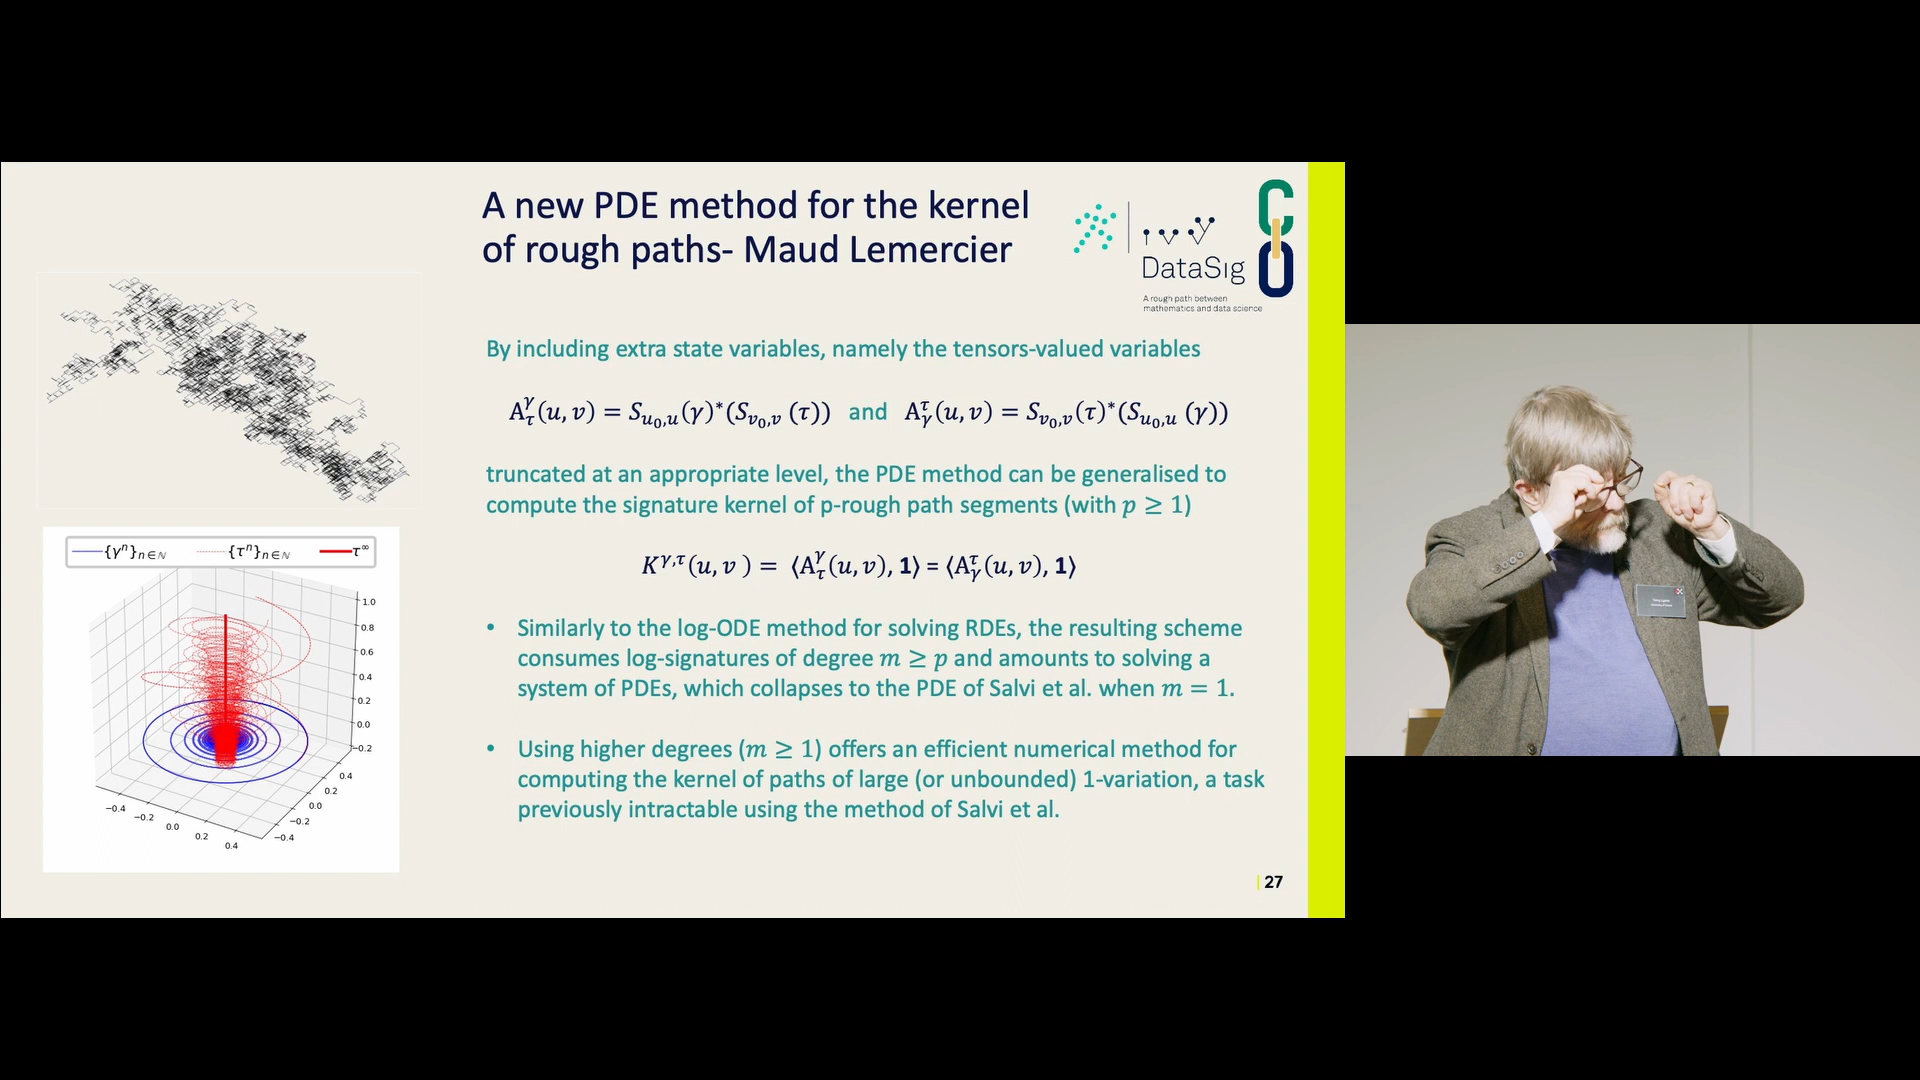 A new PDE method for the kernel
of rough paths- Maud Lemercier
DataSig
A rough path between
mathematics and data science
By including extra state variables, namely the tensors-valued variables
A_τ^γ(u, v) = S_{u_0,u}(γ)^*(S_{v_0,v} (τ)) and A_γ^τ(u, v) = S_{v_0,v}(τ)^*(S_{u_0,u} (γ))
truncated at an appropriate level, the PDE method can be generalised to
compute the signature kernel of p-rough path segments (with p ≥ 1)
K^{γ,τ}(u, v ) = ⟨A_τ^γ(u, v), 1⟩ = ⟨A_γ^τ(u, v), 1⟩
• Similarly to the log-ODE method for solving RDEs, the resulting scheme
consumes log-signatures of degree m ≥ p and amounts to solving a
system of PDEs, which collapses to the PDE of Salvi et al. when m = 1.
• Using higher degrees (m ≥ 1) offers an efficient numerical method for
computing the kernel of paths of large (or unbounded) 1-variation, a task
previously intractable using the method of Salvi et al.
{γ^n}_{n∈ℕ} {τ^n}_{n∈ℕ} τ^∞
1.0
0.8
0.6
0.4
0.2
0.0
−0.2
−0.4
−0.2
0.0
0.2
0.4
−0.4
−0.2
0.0
0.2
0.4
27